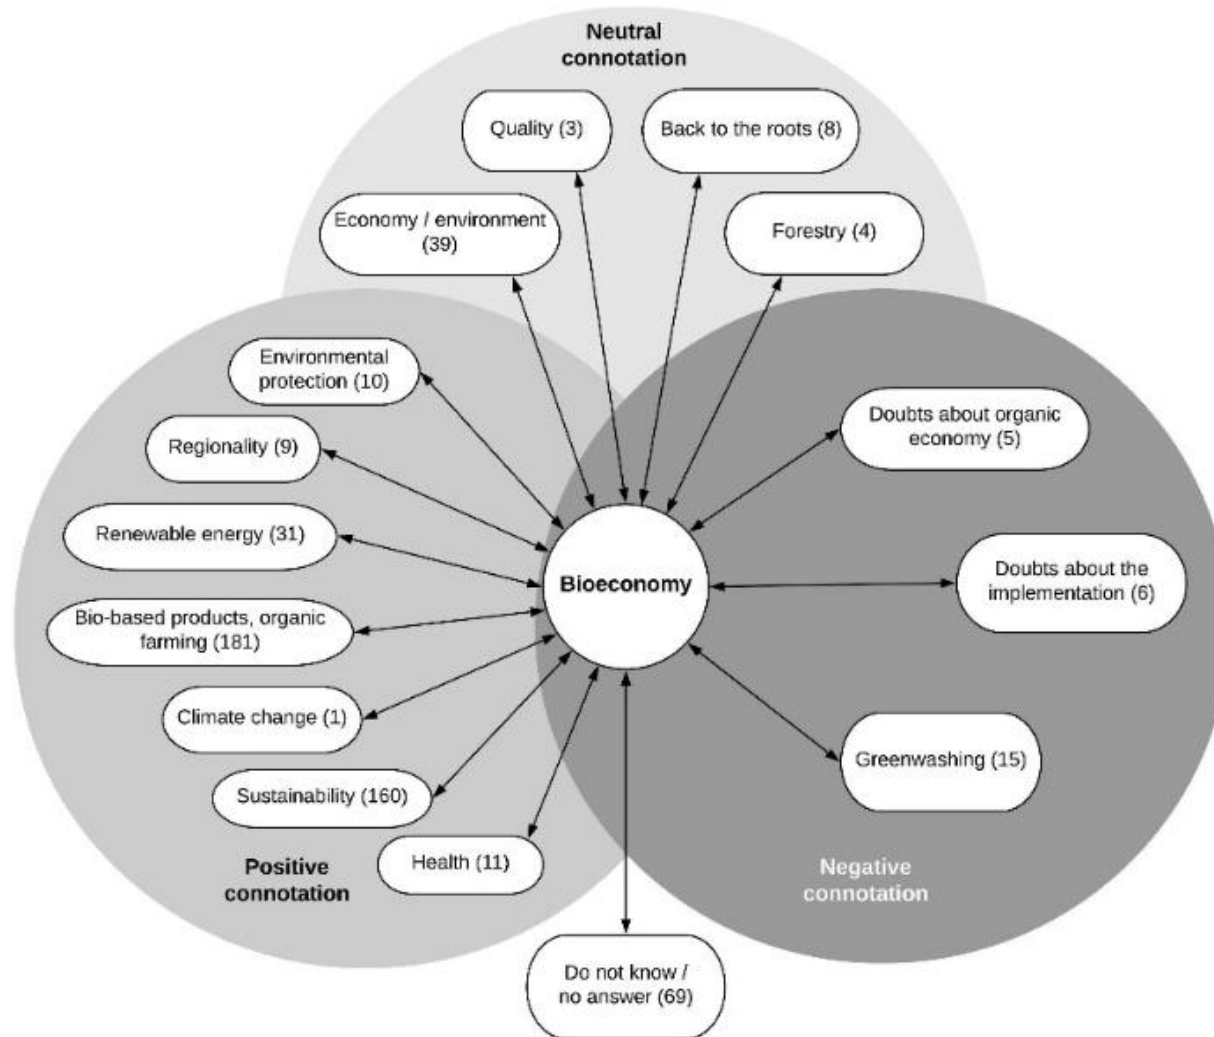 Neutral
connotation
Quality (3)
Back to the roots (8)
Economy / environment
(39)
Forestry (4)
Environmental
protection (10)
Regionality (9)
Renewable energy (31)
Bio-based products, organic
farming (181)
Climate change (1)
Sustainability (160)
Health (11)
Positive
connotation
Bioeconomy
Doubts about organic
economy (5)
Doubts about the
implementation (6)
Greenwashing (15)
Negative
connotation
Do not know /
no answer (69)